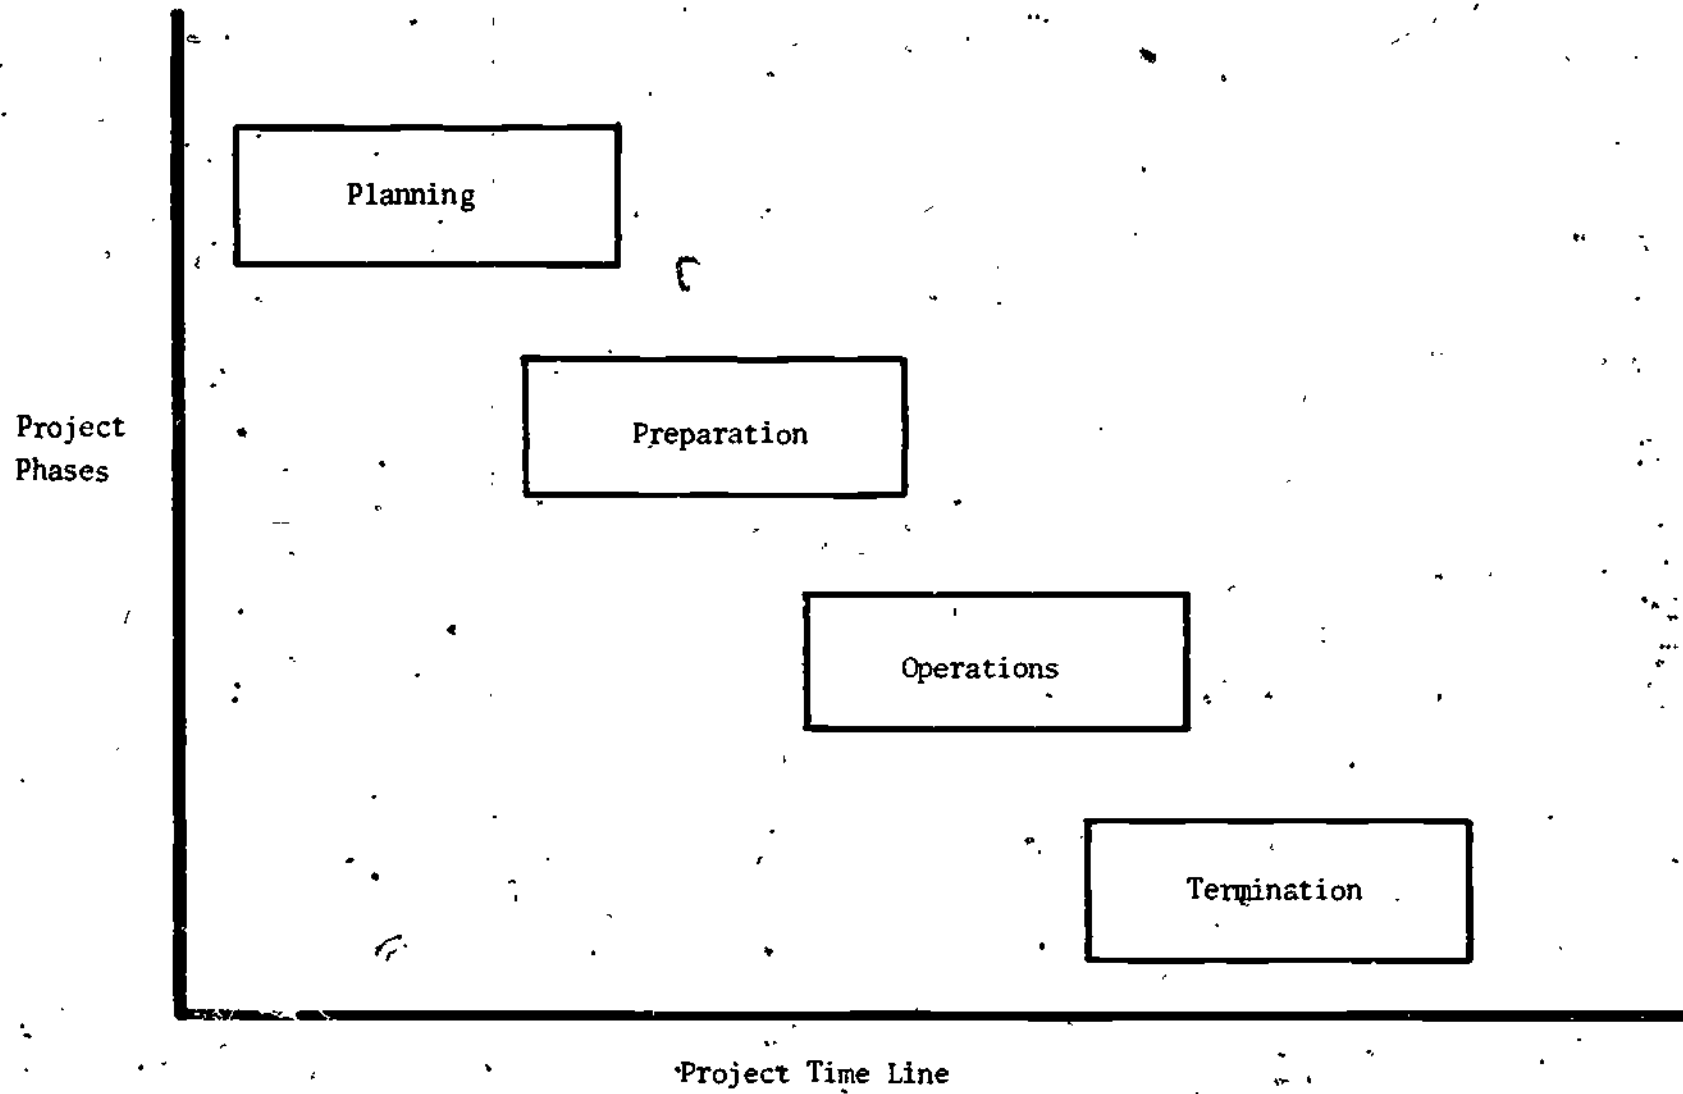 Planning
Preparation
Project
Phases
Operations
Termination
Project Time Line